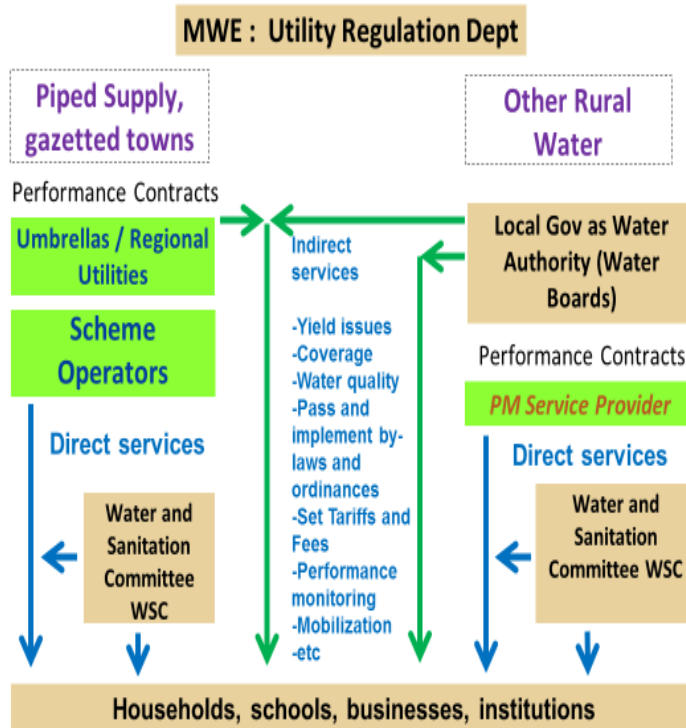 MWE :  Utility Regulation Dept
Piped Supply,
gazetted towns
Performance Contracts
Umbrellas / Regional
Utilities
Scheme
Operators
Direct services
Water and
Sanitation
Committee
WSC
Indirect
services
-Yield issues
-Coverage
-Water quality
-Pass and
implement by-
laws and
ordinances
-Set Tariffs and
Fees
-Performance
monitoring
-Mobilization
-etc
Other Rural
Water
Local Gov as Water
Authority (Water
Boards)
Performance Contracts
PM Service Provider
Direct services
Water and
Sanitation
Committee WSC
Households, schools, businesses, institutions